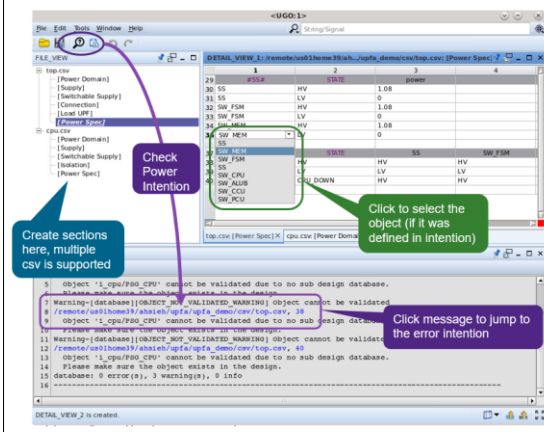 <UGO:1>
File Edit Tools Window Help
String/Signal
FILE_VIEW
DETAIL_VIEW_1: /remote/us01home39/ah.../upfa_demo/csv/top.csv: [Power Spec]
top.csv
[Power Domain]
[Supply]
[Switchable Supply]
[Connection]
[Load UPF]
[Power Spec]
cpu.csv
[Power Domain]
[Supply]
[Switchable Supply]
[Isolation]
[Power Spec]
1 2 3 4
29 #SS# STATE power
30 SS HV 1.08
31 SS LV 0
32 SW_FSM HV 1.08
33 SW_FSM LV 0
34 SW_MEM HV 1.08
SW_MEM LV 0
SS
SW_MEM
SW_FSM
SS
SW_CPU
SW_ALUB
SW_CCU
SW_PCU
STATE SS SW_FSM
HV HV HV
LV LV LV
CPU_DOWN HV HV
Check
Power
Intention
Click to select the
object (if it was
defined in intention)
Create sections
here, multiple
csv is supported
top.csv: [Power Spec] cpu.csv: [Power Domai
5 Object 'i_cpu/PSO_CPU' cannot be validated due to no sub design database.
6 Please make sure the object exists in the design.
7 Warning-[database][OBJECT_NOT_VALIDATED_WARNING] Object cannot be validated
8 /remote/us01home39/ahsieh/upfa/upfa_demo/csv/top.csv, 38
9 Object 'i_cpu/PSO_CPU' cannot be validated due to no sub design databas
10 Please make sure the object exists in the design.
11 Warning-[database][OBJECT_NOT_VALIDATED_WARNING] Object cannot be valida
12 /remote/us01home39/ahsieh/upfa/upfa_demo/csv/top.csv, 40
13 Object 'i_cpu/PSO_CPU' cannot be validated due to no sub design database.
14 Please make sure the object exists in the design.
15 database: 0 error(s), 3 warning(s), 0 info
16
Click message to jump to
the error intention
DETAIL_VIEW_2 is created.